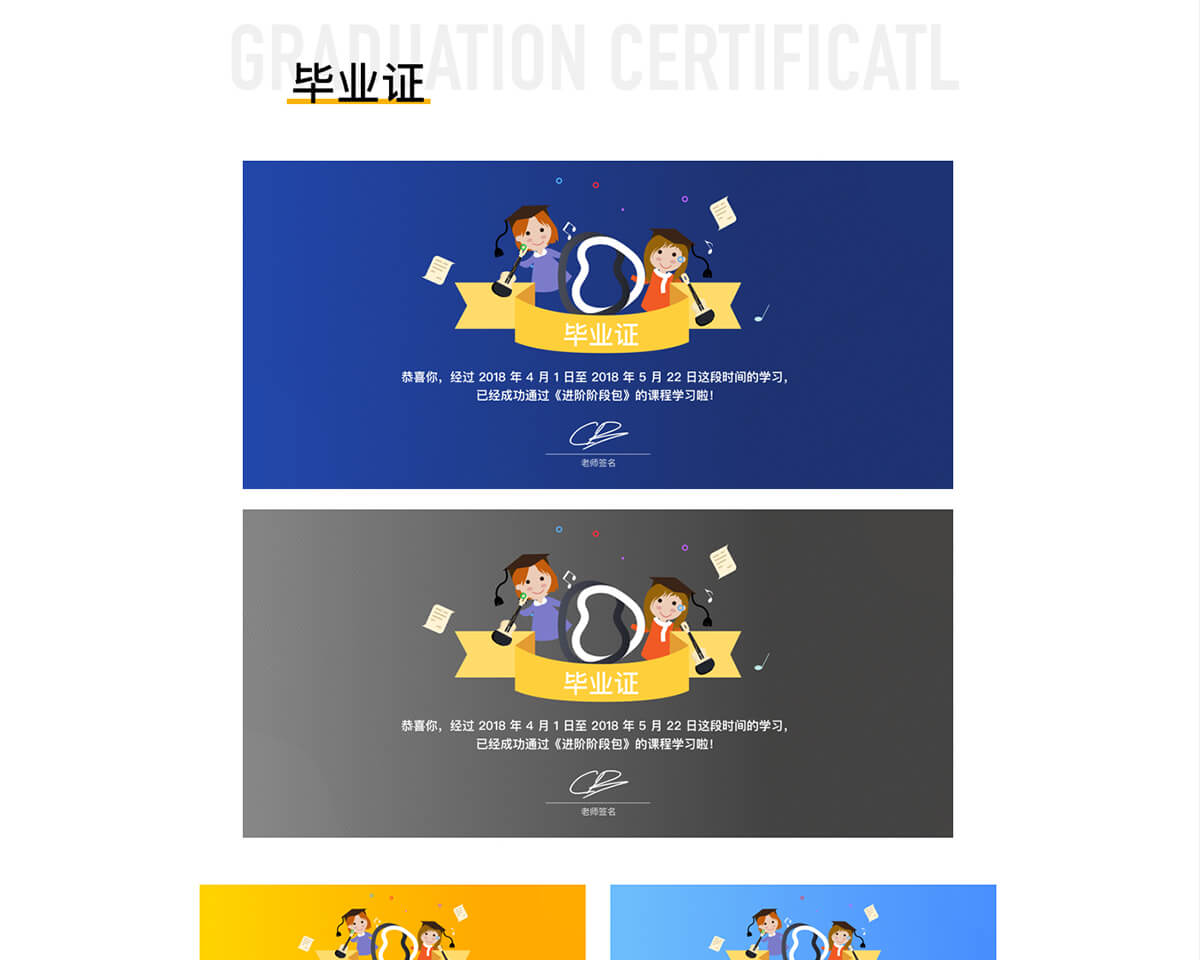 GRADUATION CERTIFICATL
毕业证
毕业证
恭喜你，经过 2018 年 4 月 1 日至 2018 年 5 月 22 日这段时间的学习，
已经成功通过《进阶阶段包》的课程学习啦！
老师签名
毕业证
恭喜你，经过 2018 年 4 月 1 日至 2018 年 5 月 22 日这段时间的学习，
已经成功通过《进阶阶段包》的课程学习啦！
老师签名